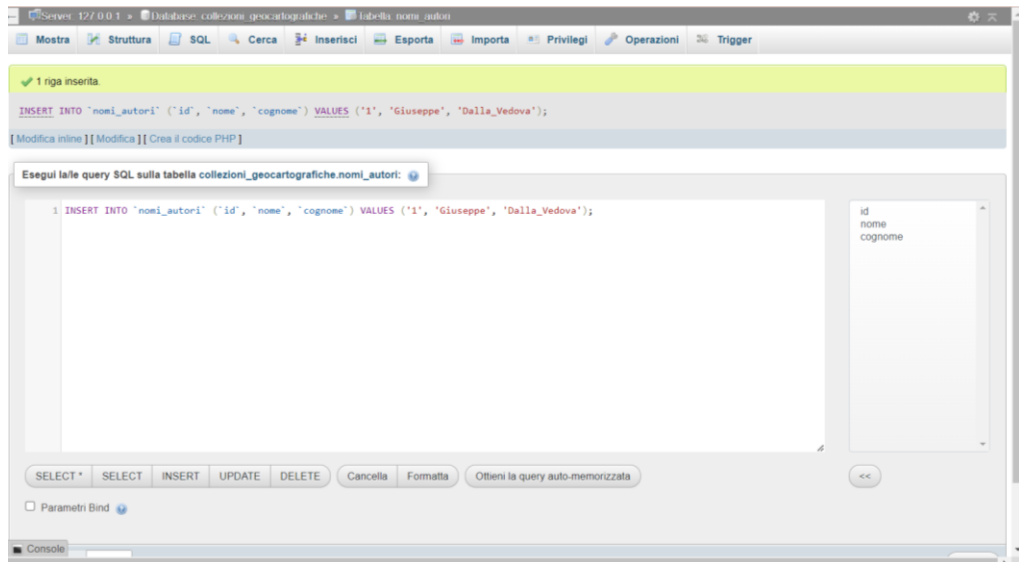 Server: 127.0.0.1 » Database: collezioni_geocartografiche » Tabella: nomi_autori
Mostra Struttura SQL Cerca Inserisci Esporta Importa Privilegi Operazioni Trigger
1 riga inserita.
INSERT INTO `nomi_autori` (`id`, `nome`, `cognome`) VALUES ('1', 'Giuseppe', 'Dalla_Vedova');
[ Modifica inline ] [ Modifica ] [ Crea il codice PHP ]
Esegui la/le query SQL sulla tabella collezioni_geocartografiche.nomi_autori:
1 INSERT INTO `nomi_autori` (`id`, `nome`, `cognome`) VALUES ('1', 'Giuseppe', 'Dalla_Vedova');
id
nome
cognome
SELECT * SELECT INSERT UPDATE DELETE Cancella Formatta Ottieni la query auto-memorizzata <<
Parametri Bind
Console